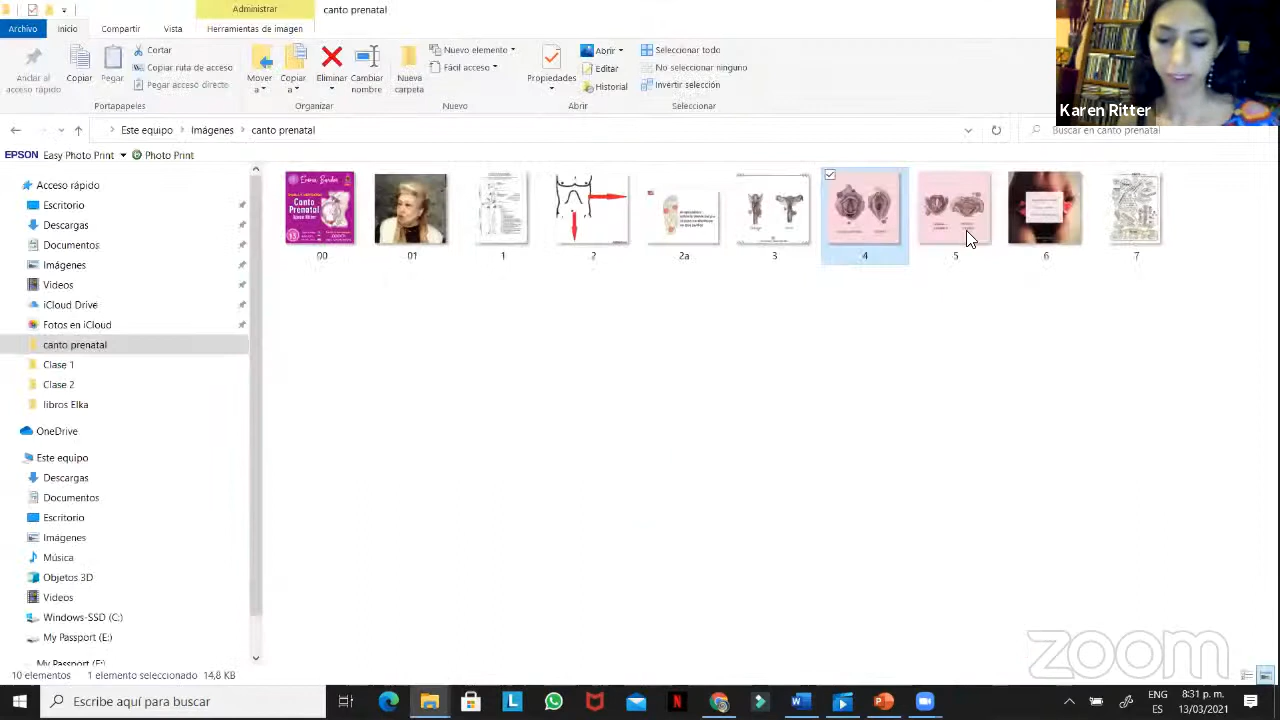 Administrar
canto prenatal
Archivo
Inicio
Compartir
Vista
Herramientas de imagen
Karen Ritter
Andar al
acceso rápido
Copiar
Pegar
Cortar
Copiar ruta de acceso
Pegar acceso directo
Mover
a
Copiar
a
Eliminar
Cambiar
nombre
Nueva
carpeta
Nuevo elemento
Fácil acceso
Propiedades
Abrir
Editar
Historial
Seleccionar todo
No seleccionar ninguno
Invertir selección
Portapapeles
Organizar
Nuevo
Abrir
Seleccionar
Este equipo
Imágenes
canto prenatal
Buscar en canto prenatal
EPSON
Easy Photo Print
Photo Print
Acceso rápido
Escritorio
Descargas
Documentos
Imágenes
Videos
iCloud Drive
Fotos en iCloud
canto prenatal
Clase 1
Clase 2
libros Elka
OneDrive
Este equipo
Descargas
Documentos
Escritorio
Imágenes
Música
Objetos 3D
Videos
Windows-SSD (C:)
My Passport (E:)
My Passport (E:)
Canto
Prenatal
00
01
1
2
2a
3
4
5
6
7
zoom
10 elementos
1 elemento seleccionado 14,8 KB
Escribe aquí para buscar
ENG
ES
8:31 p. m.
13/03/2021